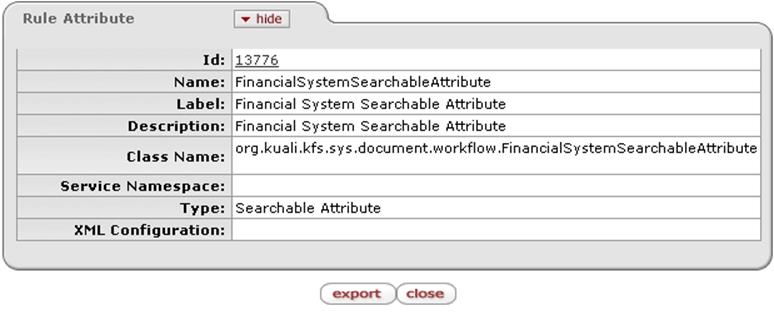 Rule Attribute ▼ hide
Id: 13776
Name: FinancialSystemSearchableAttribute
Label: Financial System Searchable Attribute
Description: Financial System Searchable Attribute
Class Name: org.kuali.kfs.sys.document.workflow.FinancialSystemSearchableAttribute
Service Namespace:
Type: Searchable Attribute
XML Configuration:
export close